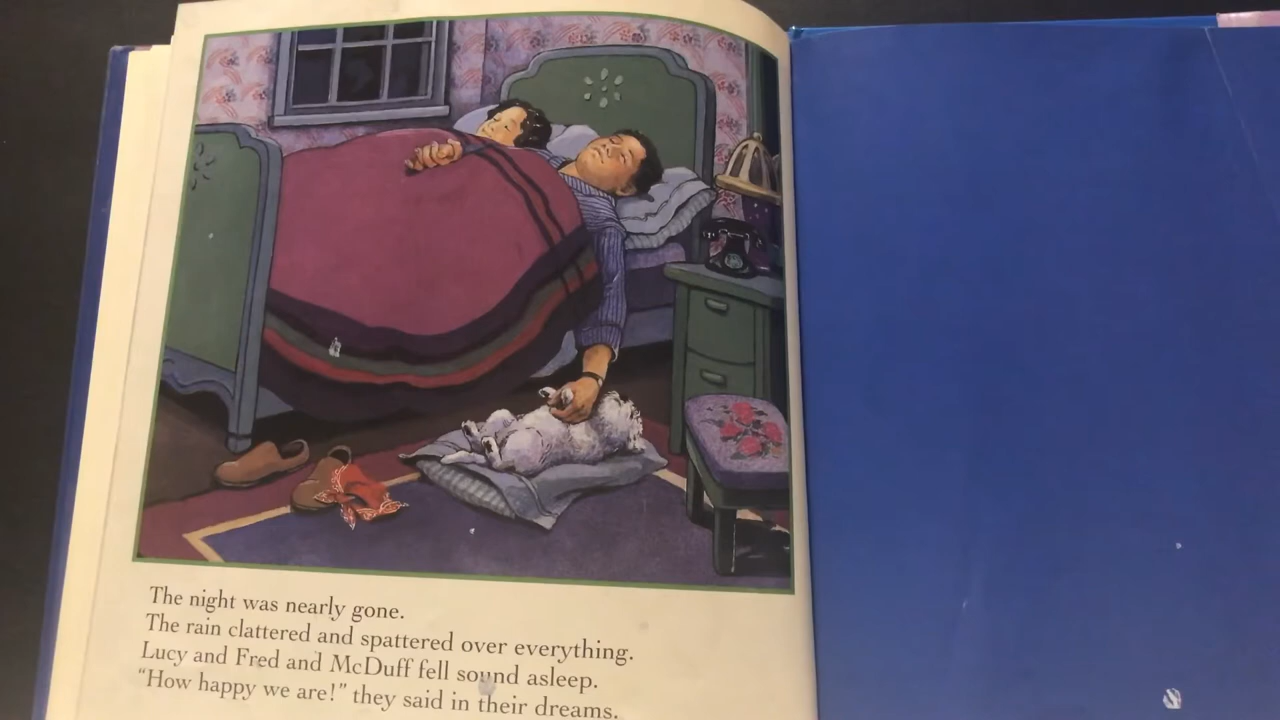 The night was nearly gone.
The rain clattered and spattered over everything.
Lucy and Fred and McDuff fell sound asleep.
“How happy we are!” they said in their dreams.